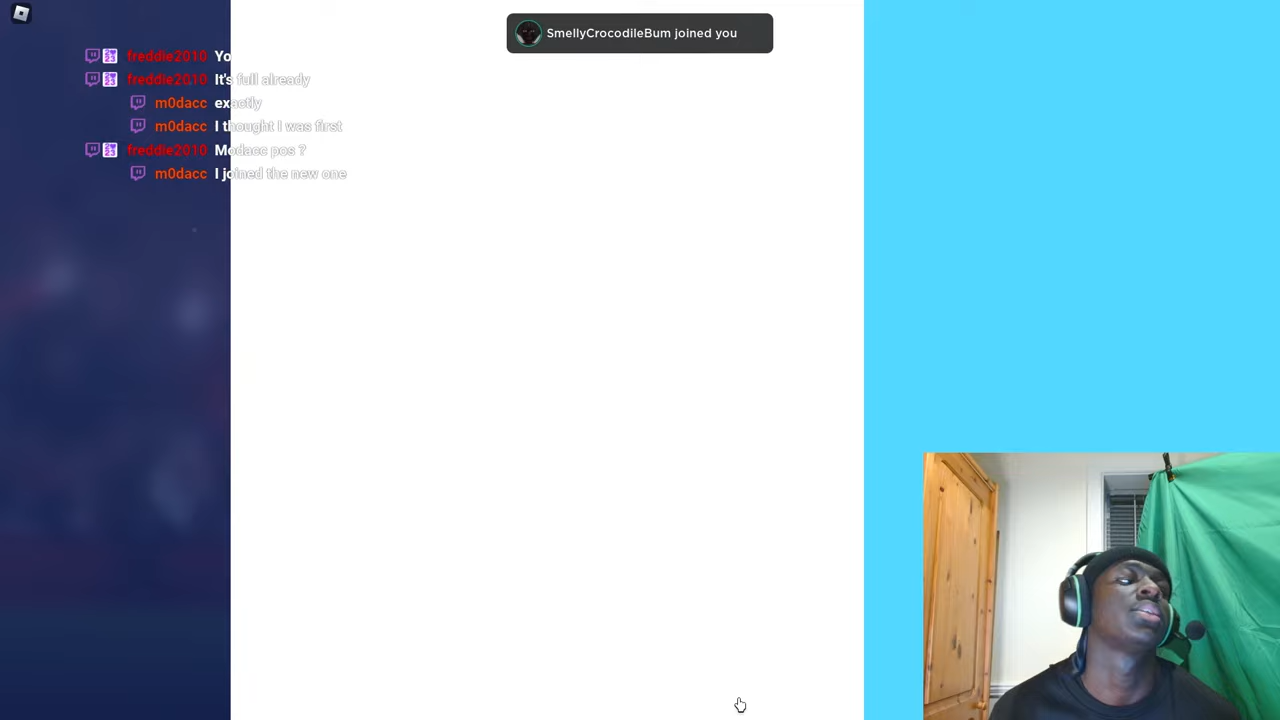 SmellyCrocodileBum joined you
freddie2010 Yo
freddie2010 It's full already
m0dacc exactly
m0dacc I thought I was first
freddie2010 Modacc pos ?
m0dacc I joined the new one